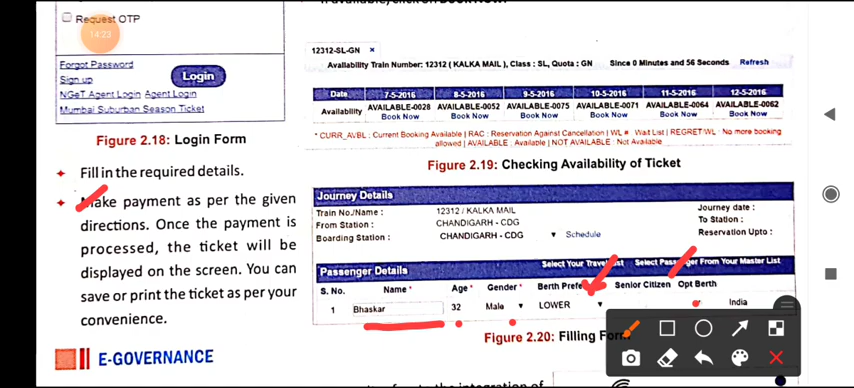 If available, click on BOOK NOW.
Request OTP
14:23
Forgot Password
Sign up
Login
NGeT Agent Login Agent Login
Mumbai Suburban Season Ticket
Figure 2.18: Login Form
Fill in the required details.
Make payment as per the given
directions. Once the payment is
processed, the ticket will be
displayed on the screen. You can
save or print the ticket as per your
convenience.
E-GOVERNANCE
12312-SL-GN ×
Availability Train Number: 12312 ( KALKA MAIL ), Class : SL, Quota : GN Since 0 Minutes and 56 Seconds Refresh
Date 7-5-2016 8-5-2016 9-5-2016 10-5-2016 11-5-2016 12-5-2016
Availability AVAILABLE-0028 AVAILABLE-0052 AVAILABLE-0075 AVAILABLE-0071 AVAILABLE-0064 AVAILABLE-0062
Book Now Book Now Book Now Book Now Book Now Book Now
* CURR_AVBL : Current Booking Available | RAC : Reservation Against Cancellation | WL # Wait List | REGRET/WL : No more booking
allowed | AVAILABLE : Available | NOT AVAILABLE : Not Available
Figure 2.19: Checking Availability of Ticket
Journey Details
Train No./Name : 12312 / KALKA MAIL Journey date :
From Station : CHANDIGARH - CDG To Station :
Boarding Station : CHANDIGARH - CDG Schedule Reservation Upto :
Select Your Travel List Select Passenger From Your Master List
Passenger Details
S. No. Name * Age * Gender * Berth Prefe Senior Citizen Opt Berth
1 Bhaskar 32 Male LOWER India
Figure 2.20: Filling Form